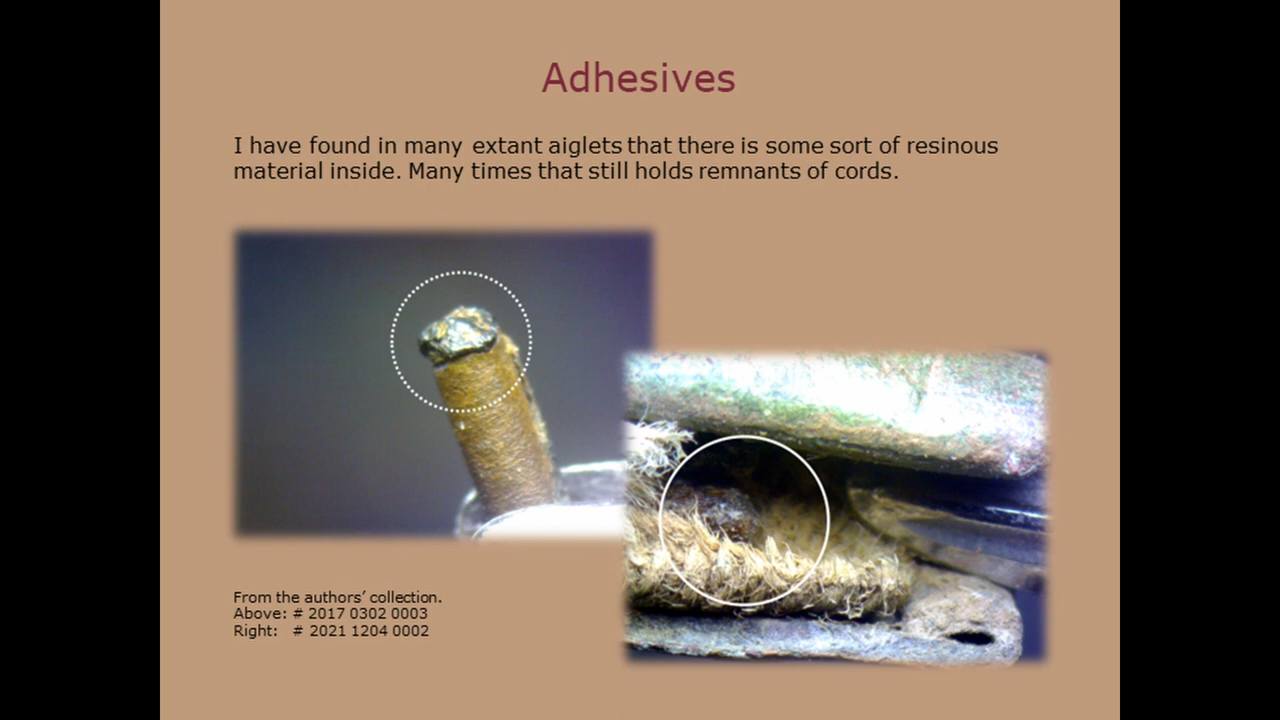 Adhesives
I have found in many extant aiglets that there is some sort of resinous
material inside. Many times that still holds remnants of cords.
From the authors’ collection.
Above: # 2017 0302 0003
Right: # 2021 1204 0002